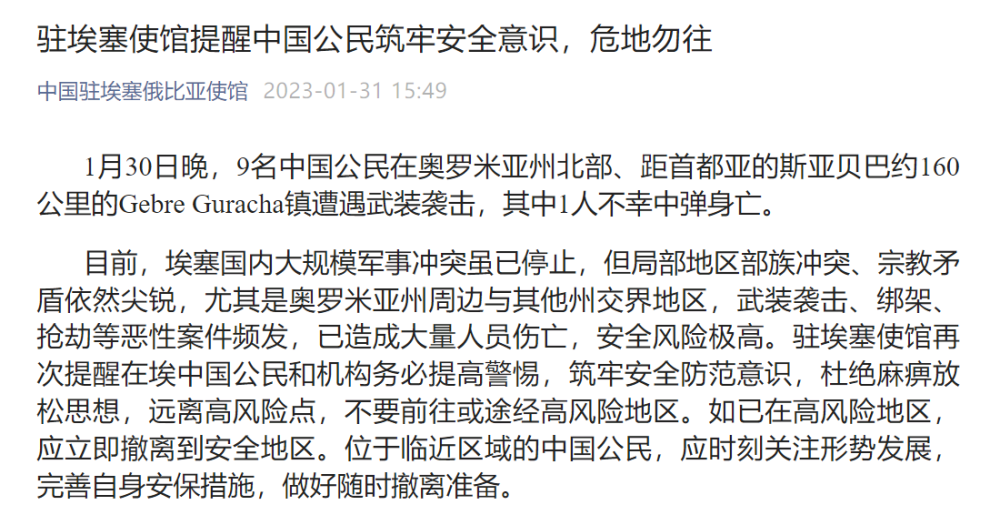 驻埃塞使馆提醒中国公民筑牢安全意识，危地勿往
中国驻埃塞俄比亚使馆 2023-01-31 15:49
1月30日晚，9名中国公民在奥罗米亚州北部、距首都亚的斯亚贝巴约160
公里的Gebre Guracha镇遭遇武装袭击，其中1人不幸中弹身亡。
目前，埃塞国内大规模军事冲突虽已停止，但局部地区部族冲突、宗教矛
盾依然尖锐，尤其是奥罗米亚州周边与其他州交界地区，武装袭击、绑架、
抢劫等恶性案件频发，已造成大量人员伤亡，安全风险极高。驻埃塞使馆再
次提醒在埃中国公民和机构务必提高警惕，筑牢安全防范意识，杜绝麻痹放
松思想，远离高风险点，不要前往或途经高风险地区。如已在高风险地区，
应立即撤离到安全地区。位于临近区域的中国公民，应时刻关注形势发展，
完善自身安保措施，做好随时撤离准备。